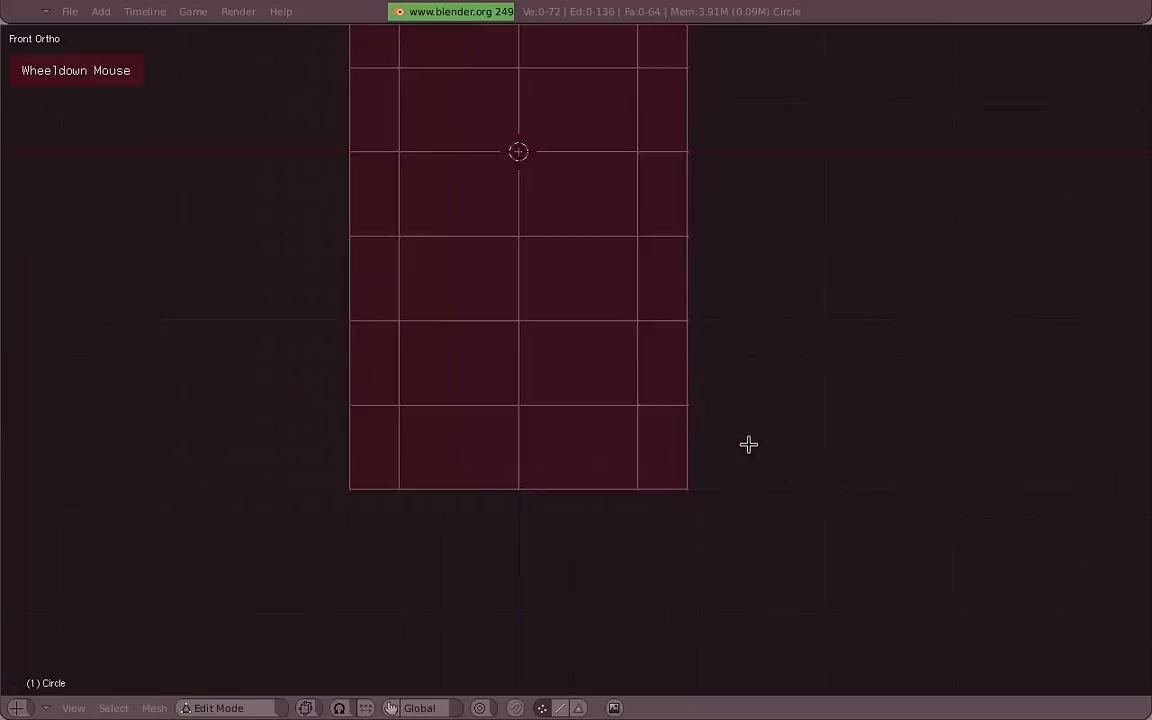 File Add Timeline Game Render Help www.blender.org 249 Ve:0-72 | Ed:0-136 | Fa:0-64 | Mem:3.91M (0.09M) Circle
Front Ortho
Wheeldown Mouse
(1) Circle
View Select Mesh Edit Mode Global